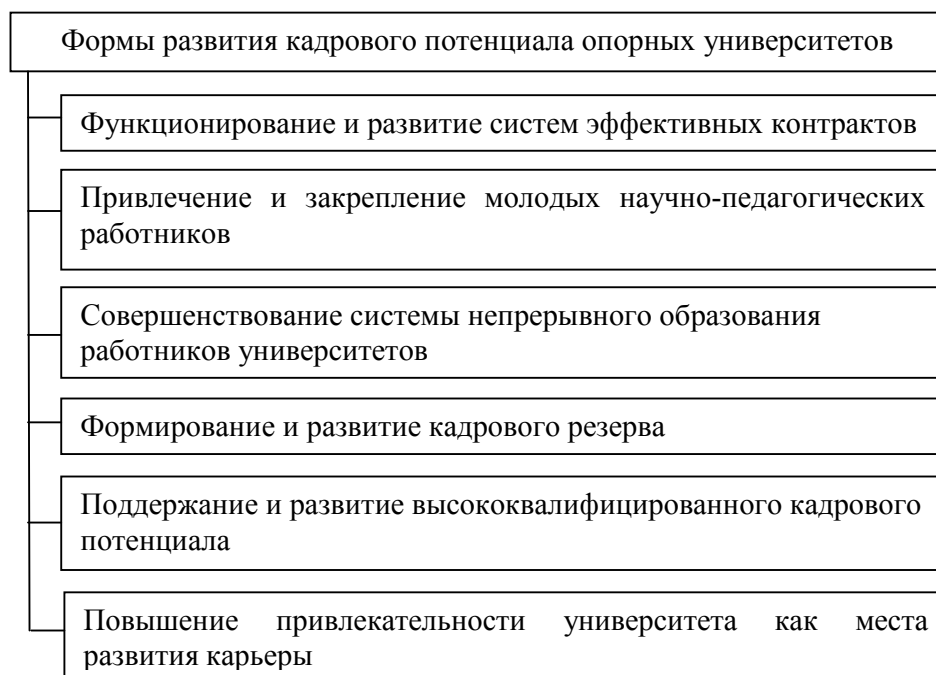 Формы развития кадрового потенциала опорных университетов
Функционирование и развитие систем эффективных контрактов
Привлечение и закрепление молодых научно-педагогических
работников
Совершенствование системы непрерывного образования
работников университетов
Формирование и развитие кадрового резерва
Поддержание и развитие высококвалифицированного кадрового
потенциала
Повышение привлекательности университета как места
развития карьеры